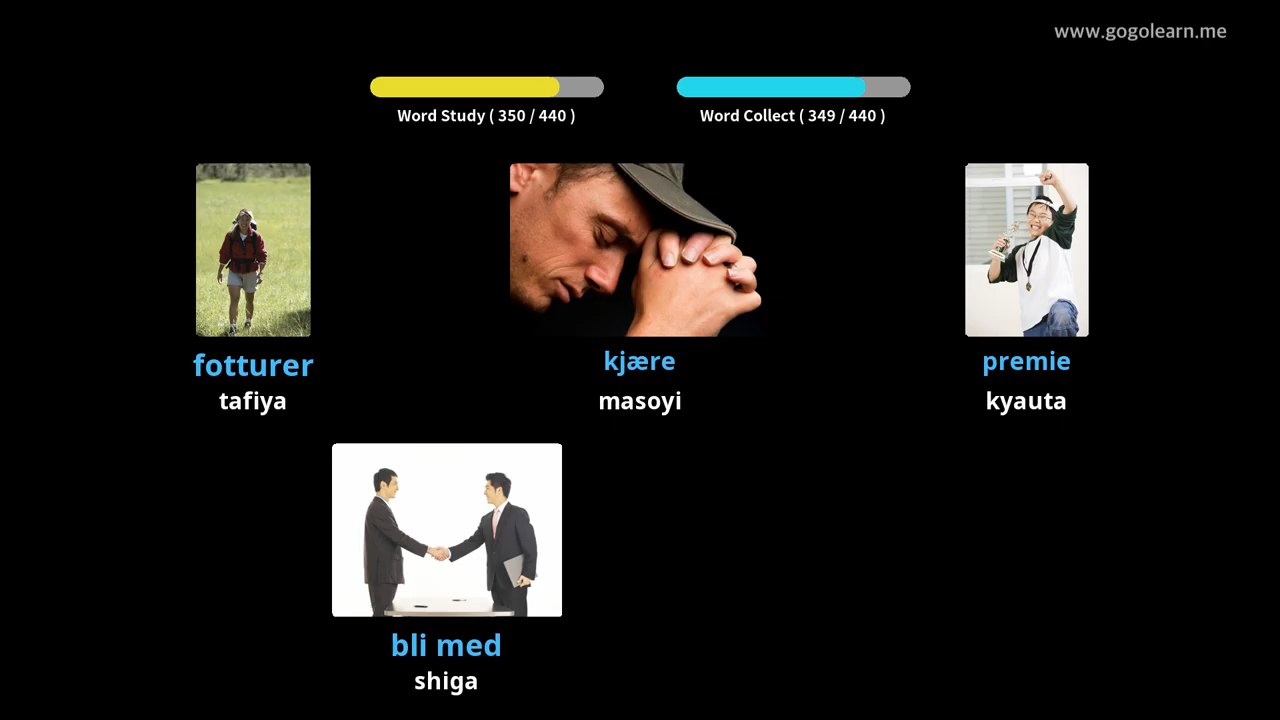 www.gogolearn.me
Word Study ( 350 / 440 )
Word Collect ( 349 / 440 )
fotturer
tafiya
kjære
masoyi
premie
kyauta
bli med
shiga